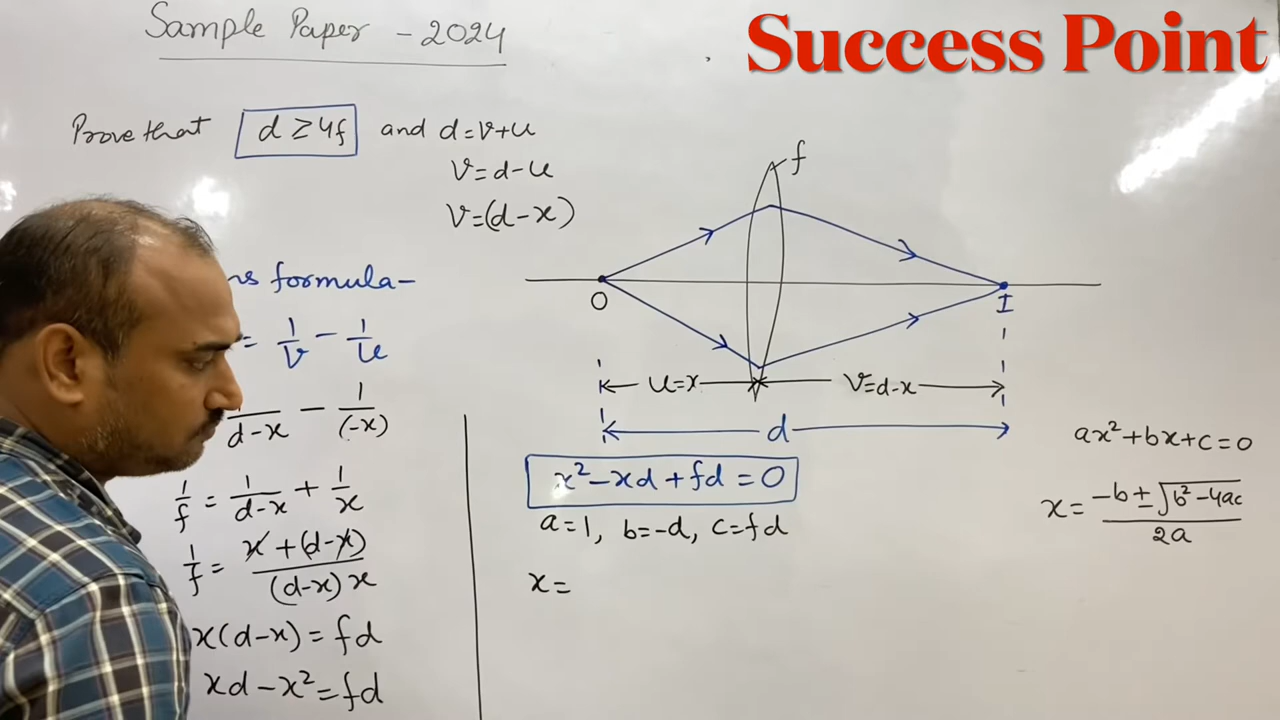 Sample Paper - 2024
Success Point
Prove that d ≥ 4f and d=v+u
v=d-u
v=(d-x)
f
O
I
u=x
v=d-x
d
formula-
= 1/v - 1/u
1/(d-x) - 1/(-x)
1/f = 1/(d-x) + 1/x
1/f = (x+(d-x))/((d-x)x)
x(d-x) = fd
xd-x² = fd
x²-xd+fd=0
a=1, b=-d, c=fd
x=
ax²+bx+c=0
x= (-b±√(b²-4ac))/(2a)